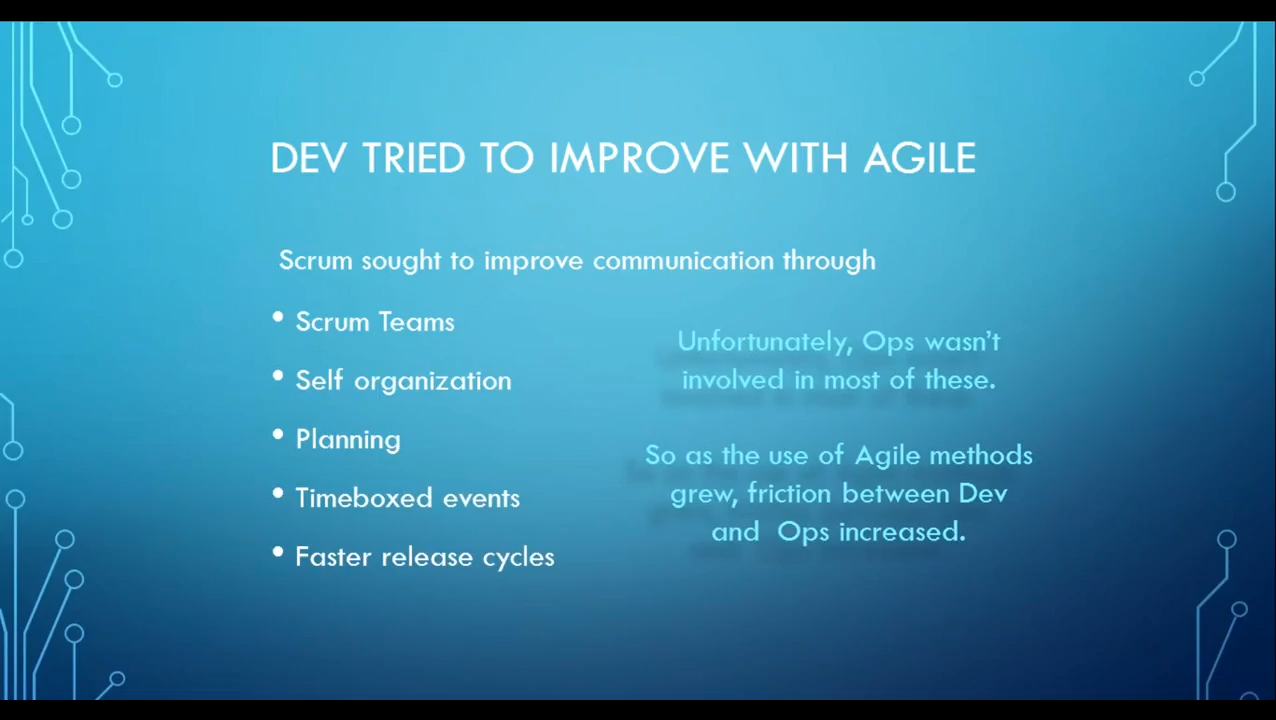 DEV TRIED TO IMPROVE WITH AGILE
Scrum sought to improve communication through
• Scrum Teams
• Self organization
• Planning
• Timeboxed events
• Faster release cycles
Unfortunately, Ops wasn't
involved in most of these.
So as the use of Agile methods
grew, friction between Dev
and Ops increased.